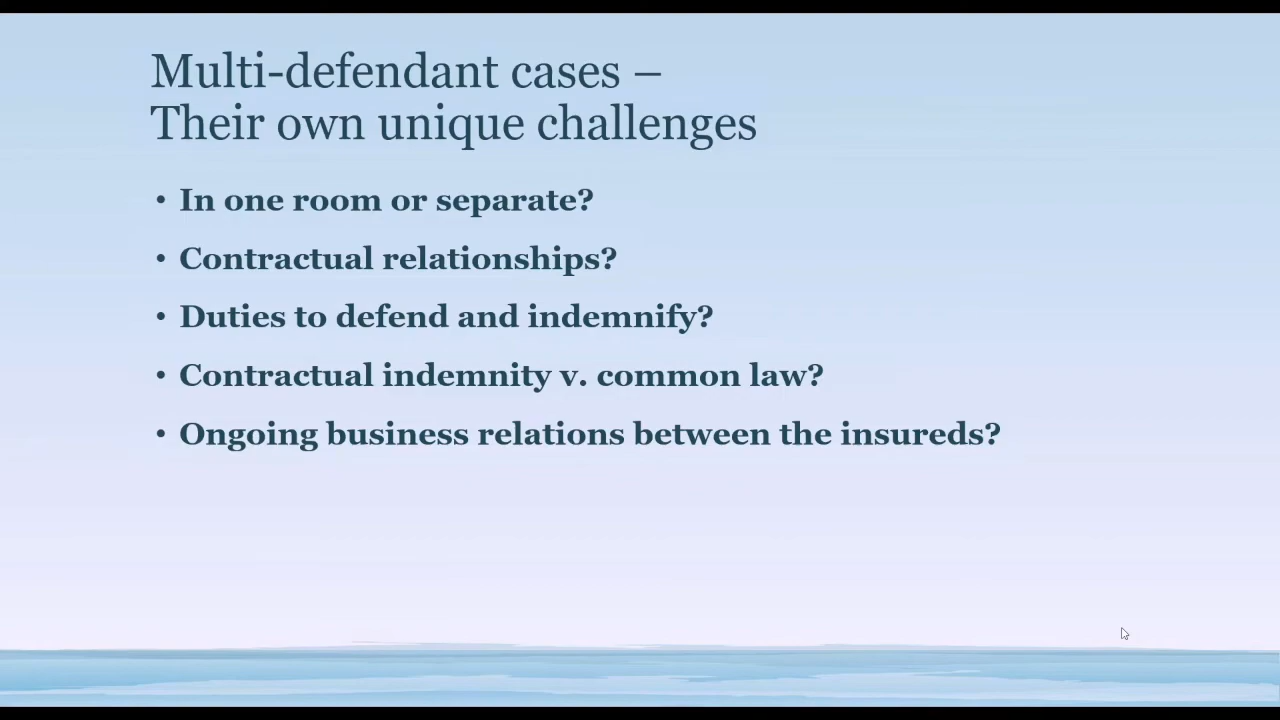 Multi-defendant cases –
Their own unique challenges
• In one room or separate?
• Contractual relationships?
• Duties to defend and indemnify?
• Contractual indemnity v. common law?
• Ongoing business relations between the insureds?